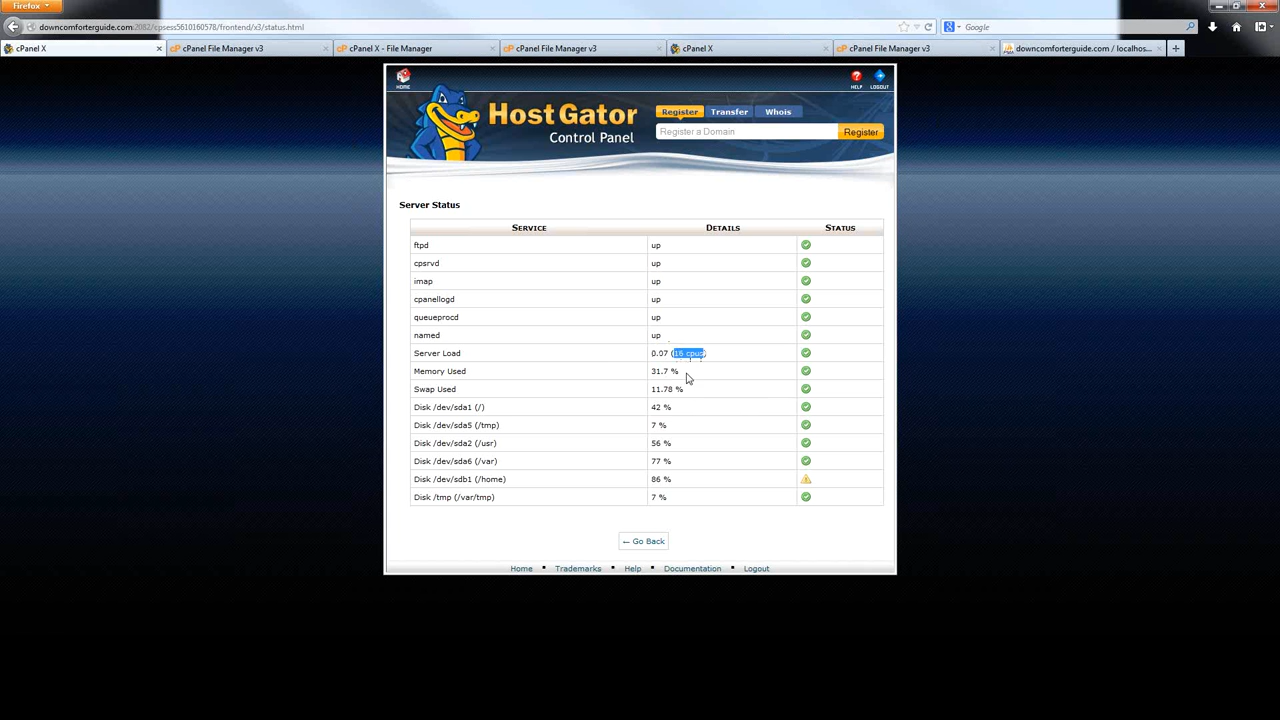 Firefox
downcomforterguide.com:2082/cpsess5610160578/frontend/x3/status.html
Google
cPanel X
cPanel File Manager v3
cPanel X - File Manager
cPanel File Manager v3
cPanel X
cPanel File Manager v3
downcomforterguide.com / localhos...
HOME
HELP
LOGOUT
HostGator
Control Panel
Register Transfer Whois
Register a Domain Register
Server Status
SERVICE DETAILS STATUS
ftpd up
cpsrvd up
imap up
cpanellogd up
queueprocd up
named up
Server Load 0.07 (16 cpus)
Memory Used 31.7 %
Swap Used 11.78 %
Disk /dev/sda1 (/) 42 %
Disk /dev/sda5 (/tmp) 7 %
Disk /dev/sda2 (/usr) 56 %
Disk /dev/sda6 (/var) 77 %
Disk /dev/sdb1 (/home) 86 %
Disk /tmp (/var/tmp) 7 %
← Go Back
Home ▪ Trademarks ▪ Help ▪ Documentation ▪ Logout